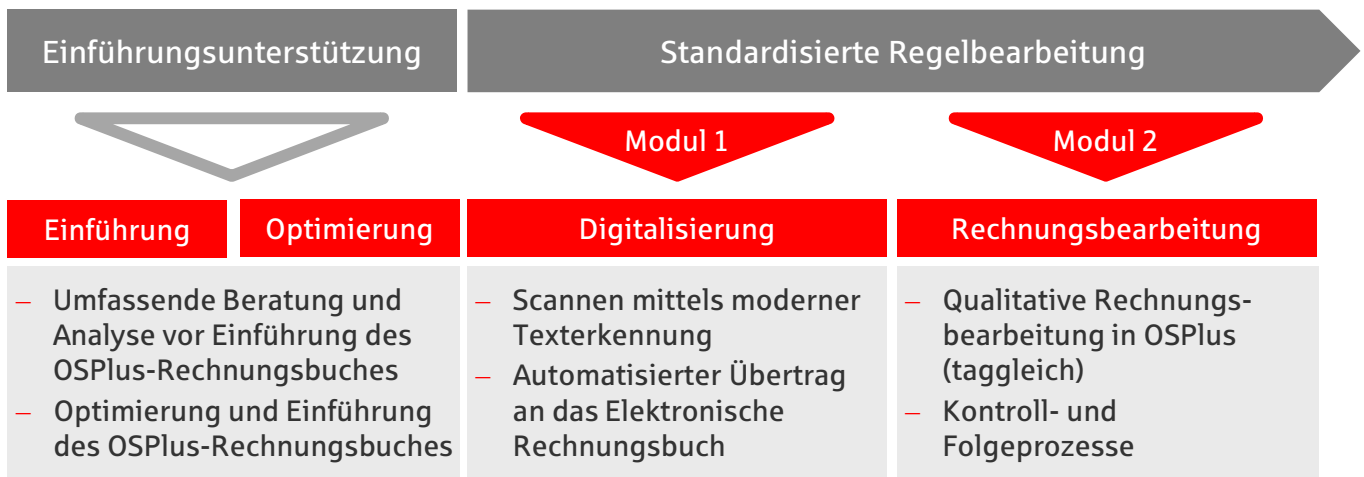 Einführungsunterstützung
Standardisierte Regelbearbeitung
Modul 1
Modul 2
Einführung
Optimierung
Digitalisierung
Rechnungsbearbeitung
– Umfassende Beratung und
Analyse vor Einführung des
OSPlus-Rechnungsbuches
– Optimierung und Einführung
des OSPlus-Rechnungsbuches
– Scannen mittels moderner
Texterkennung
– Automatisierter Übertrag
an das Elektronische
Rechnungsbuch
– Qualitative Rechnungs-
bearbeitung in OSPlus
(taggleich)
– Kontroll- und
Folgeprozesse